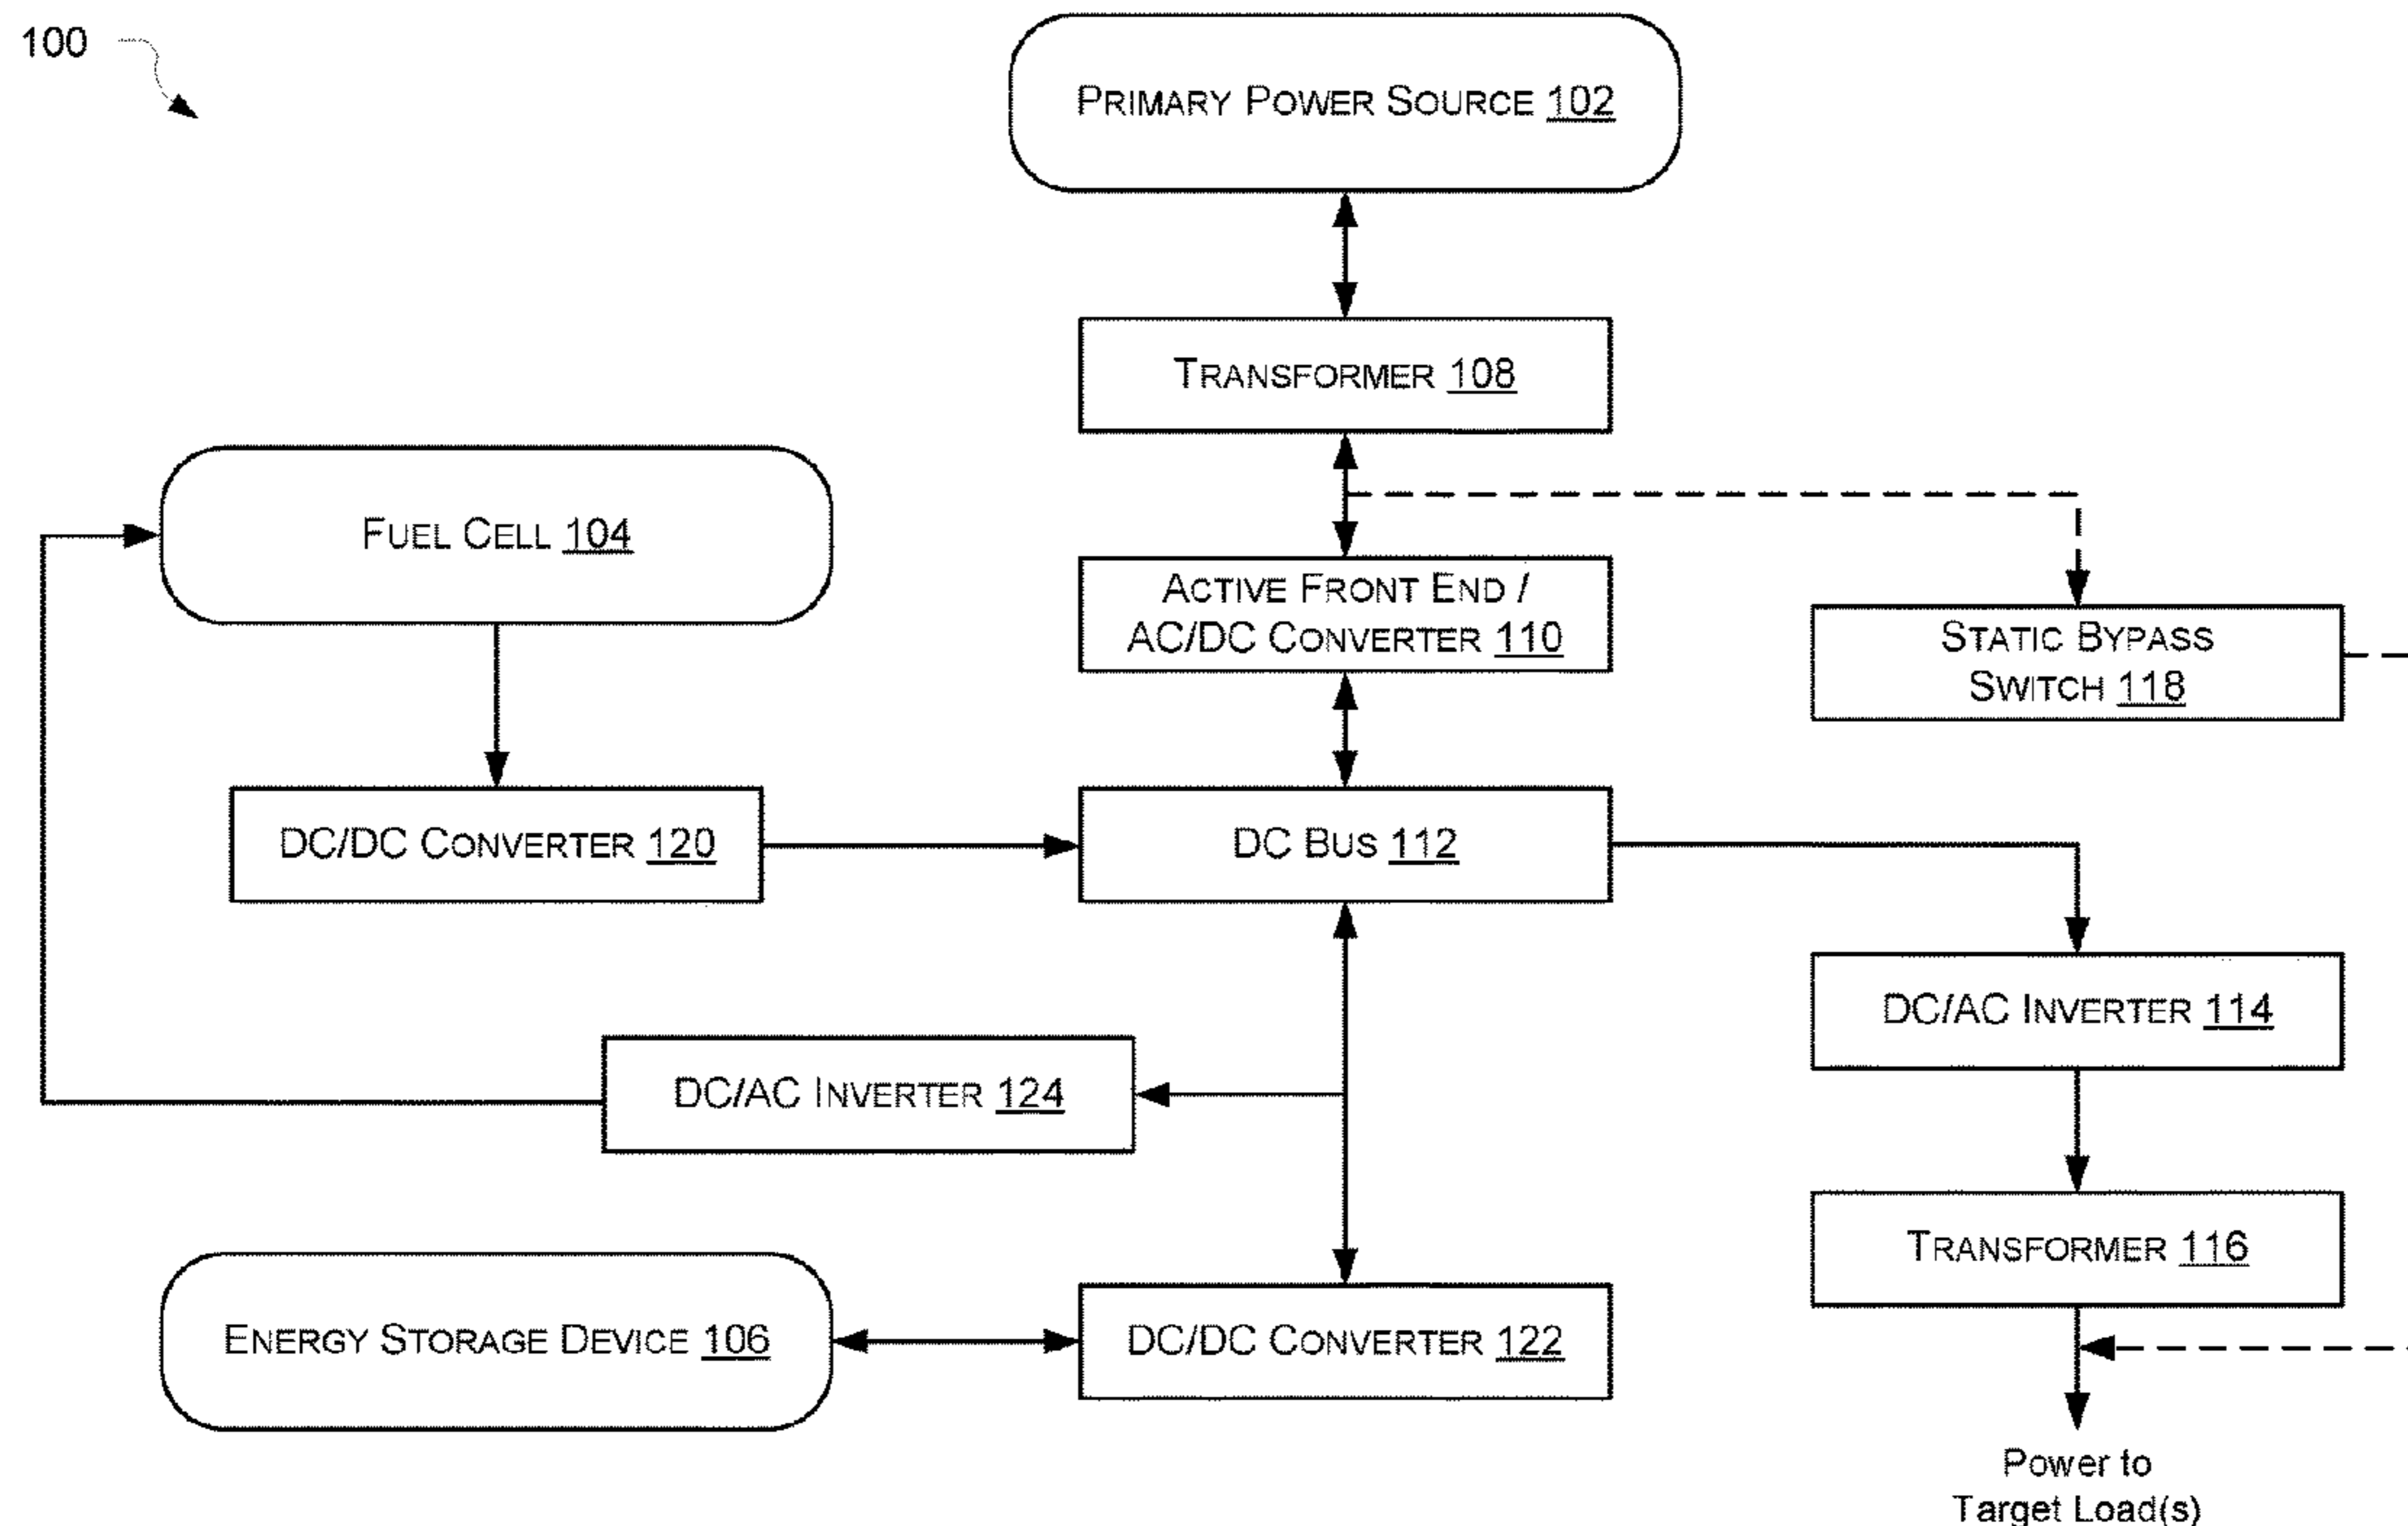 100
PRIMARY POWER SOURCE 102
TRANSFORMER 108
FUEL CELL 104
ACTIVE FRONT END /
AC/DC CONVERTER 110
STATIC BYPASS
SWITCH 118
DC/DC CONVERTER 120
DC BUS 112
DC/AC INVERTER 114
DC/AC INVERTER 124
TRANSFORMER 116
ENERGY STORAGE DEVICE 106
DC/DC CONVERTER 122
Power to
Target Load(s)